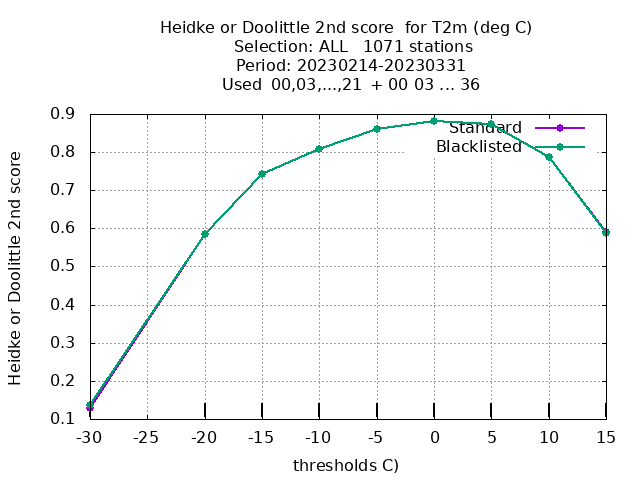 Heidke or Doolittle 2nd score  for T2m (deg C)
Selection: ALL   1071 stations
Period: 20230214-20230331
Used  00,03,...,21  + 00 03 ... 36
Heidke or Doolittle 2nd score
0.9
0.8
0.7
0.6
0.5
0.4
0.3
0.2
0.1
Standard
Blacklisted
-30 -25 -20 -15 -10 -5 0 5 10 15
thresholds C)